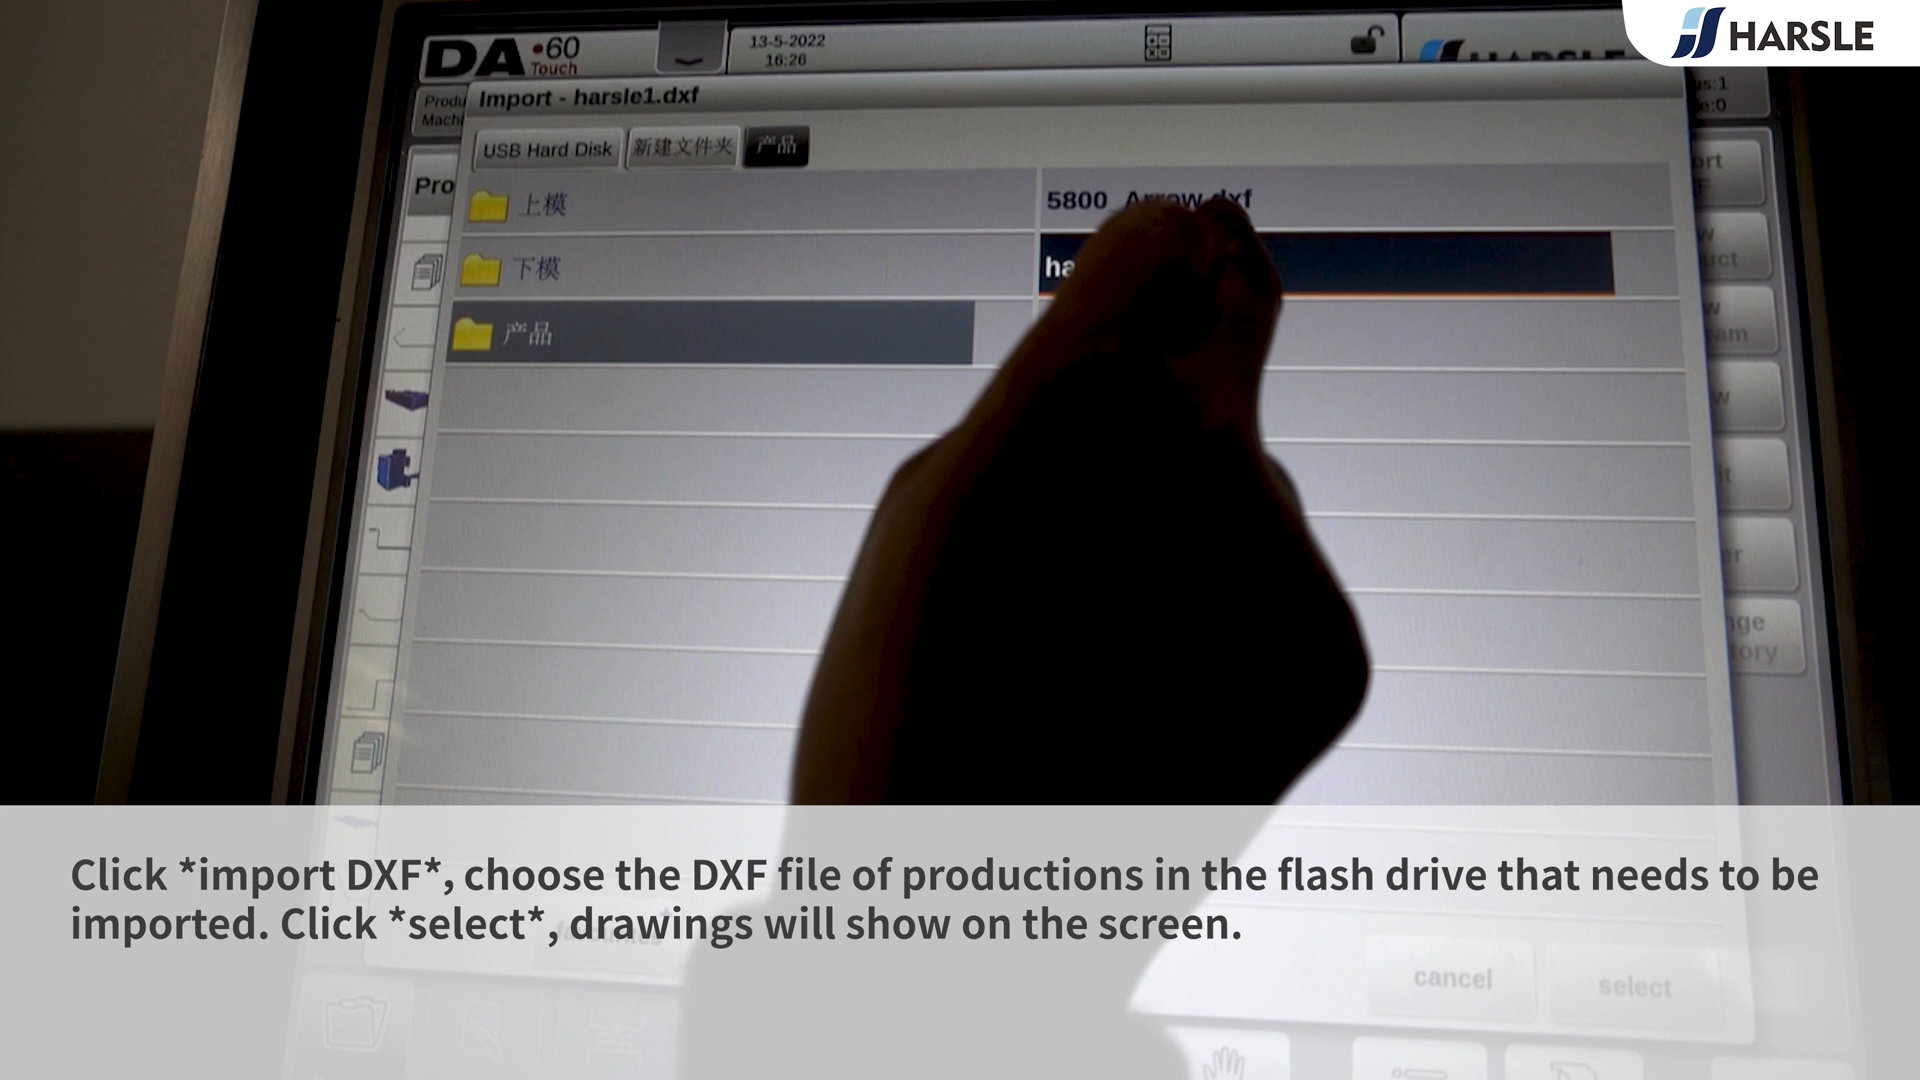 HARSLE
DA•60
Touch
13-5-2022
16:26
Import - harsle1.dxf
USB Hard Disk
新建文件夹
产品
上模
下模
产品
5800 Arrow.dxf
Click *import DXF*, choose the DXF file of productions in the flash drive that needs to be
imported. Click *select*, drawings will show on the screen.
cancel
select